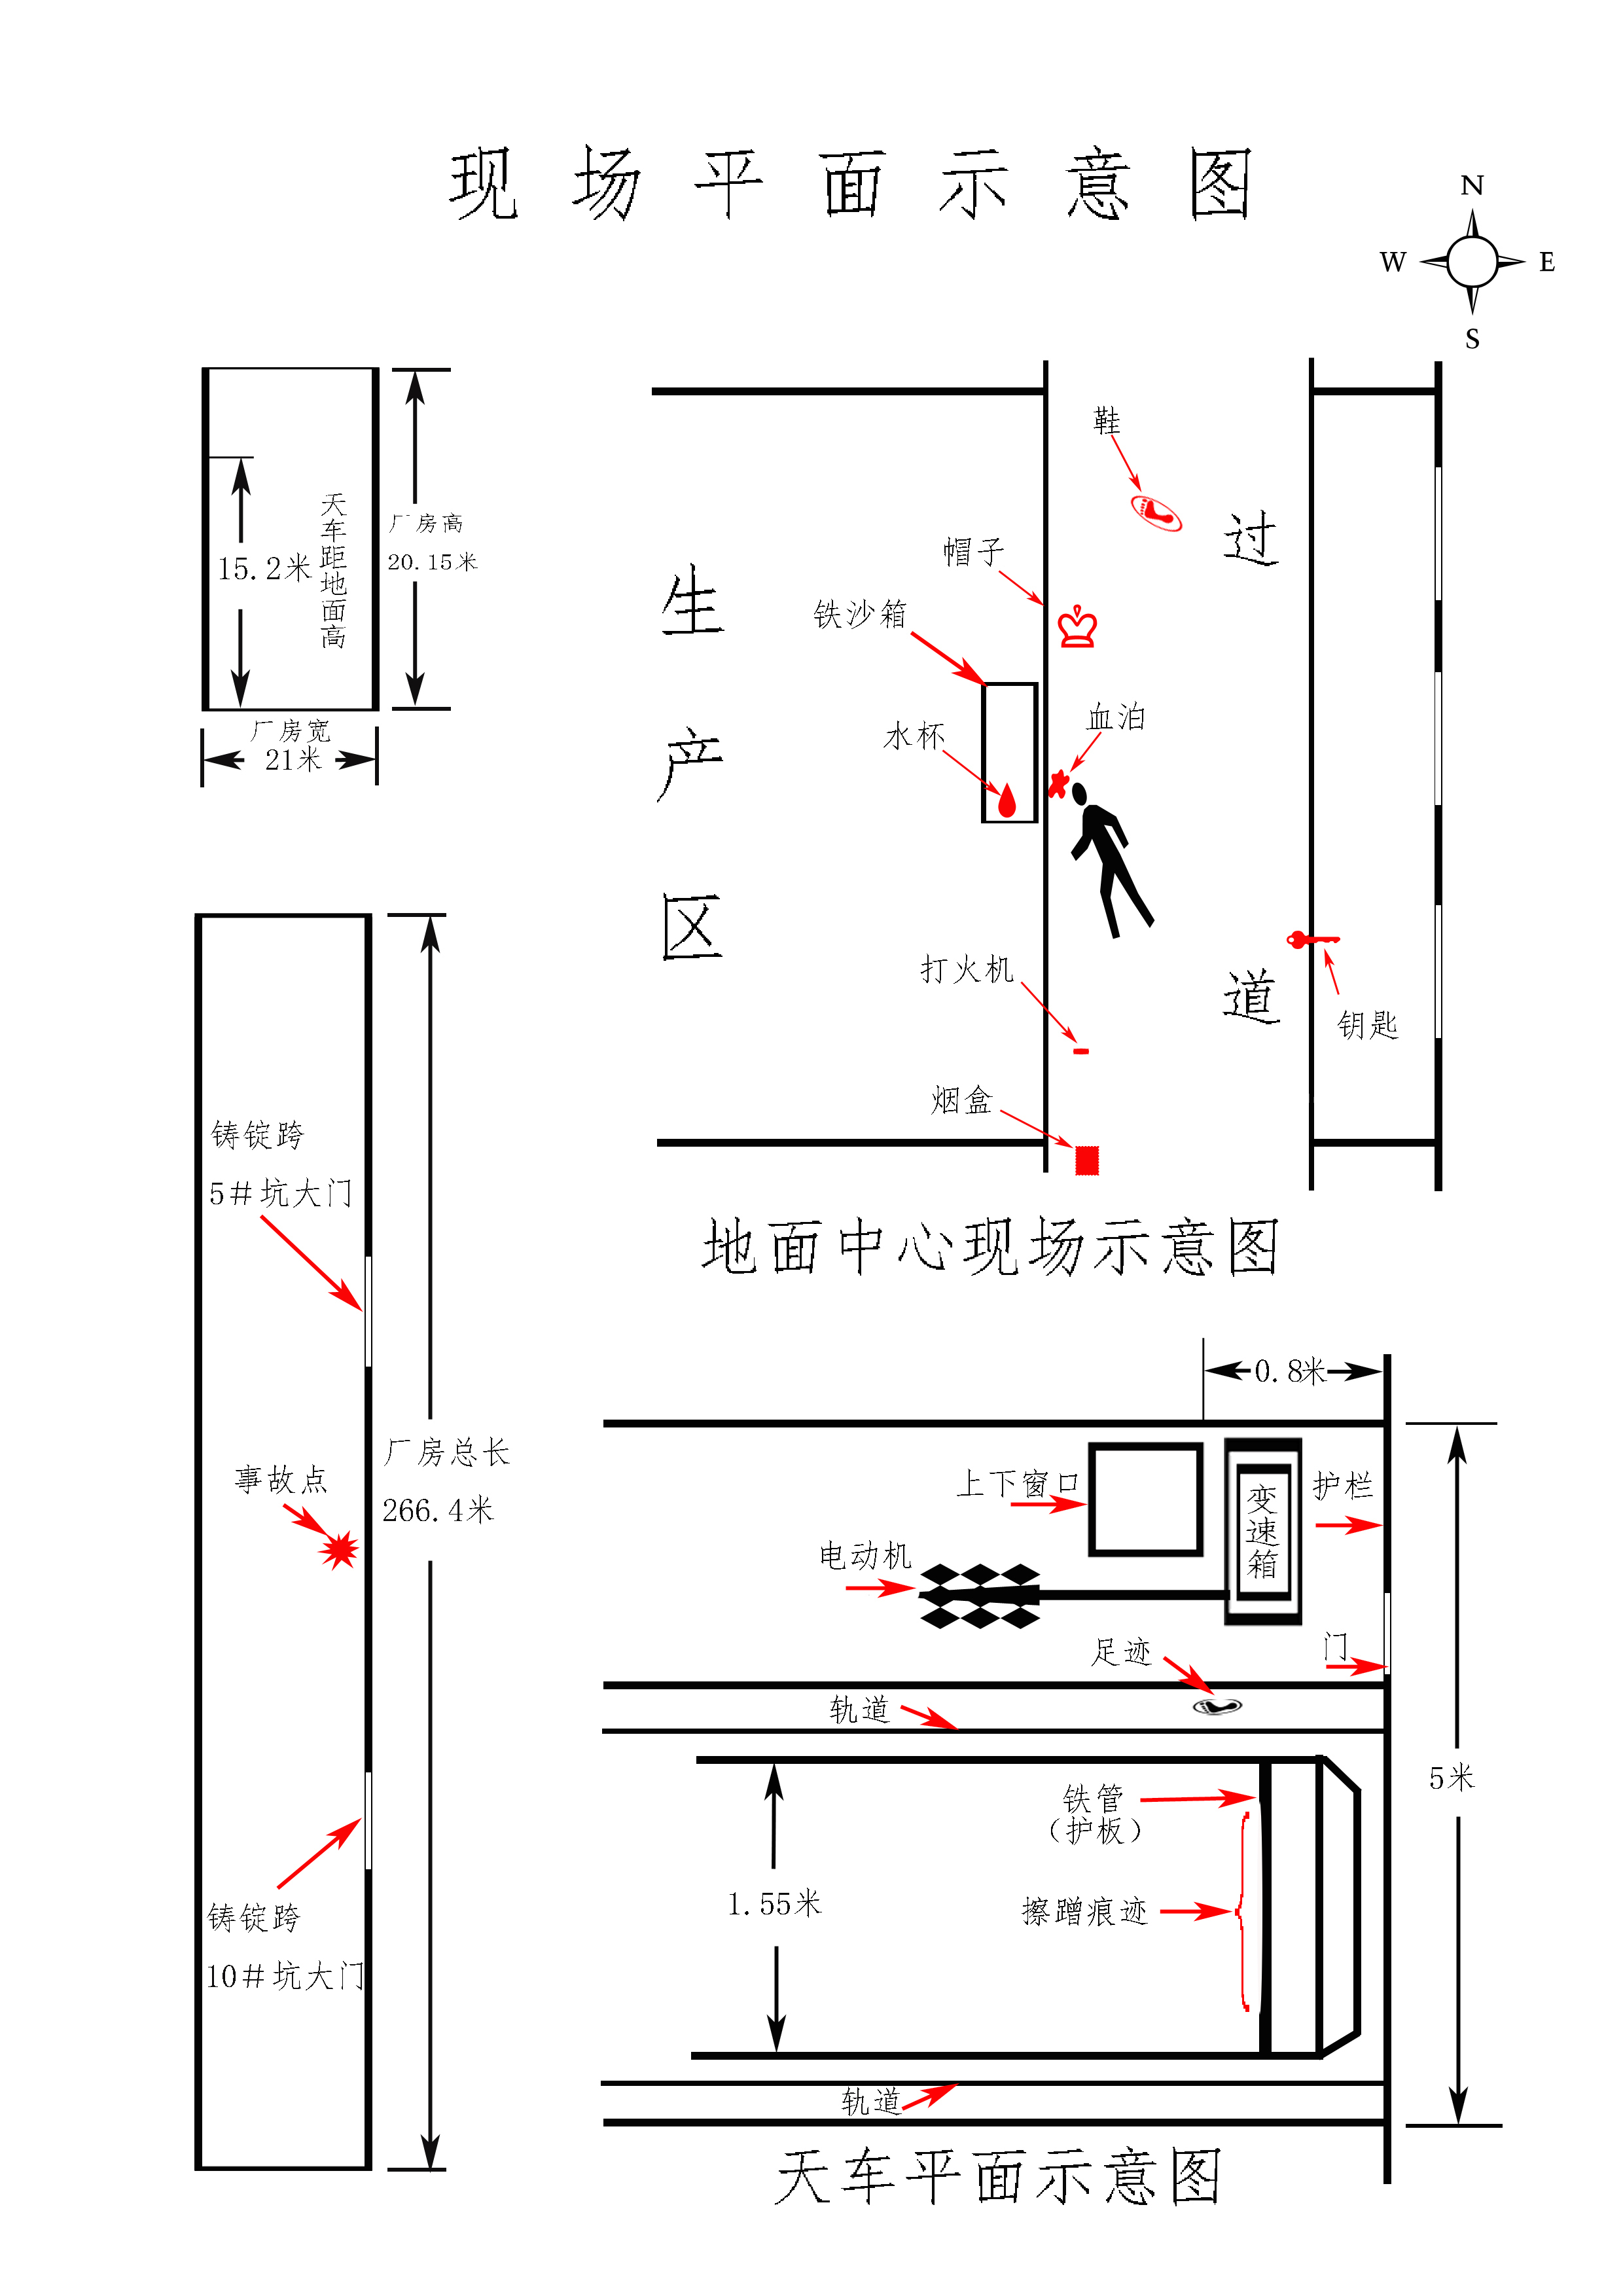 现场平面示意图
N
W
E
S
天车距地面高
15.2米
厂房高
20.15米
厂房宽
21米
鞋
帽子
铁沙箱
水杯
血泊
生产区
过道
打火机
钥匙
烟盒
地面中心现场示意图
铸锭跨
5#坑大门
事故点
厂房总长
266.4米
铸锭跨
10#坑大门
0.8米
上下窗口
变速箱
护栏
电动机
足迹
门
轨道
铁管
(护板)
5米
1.55米
擦蹭痕迹
轨道
天车平面示意图